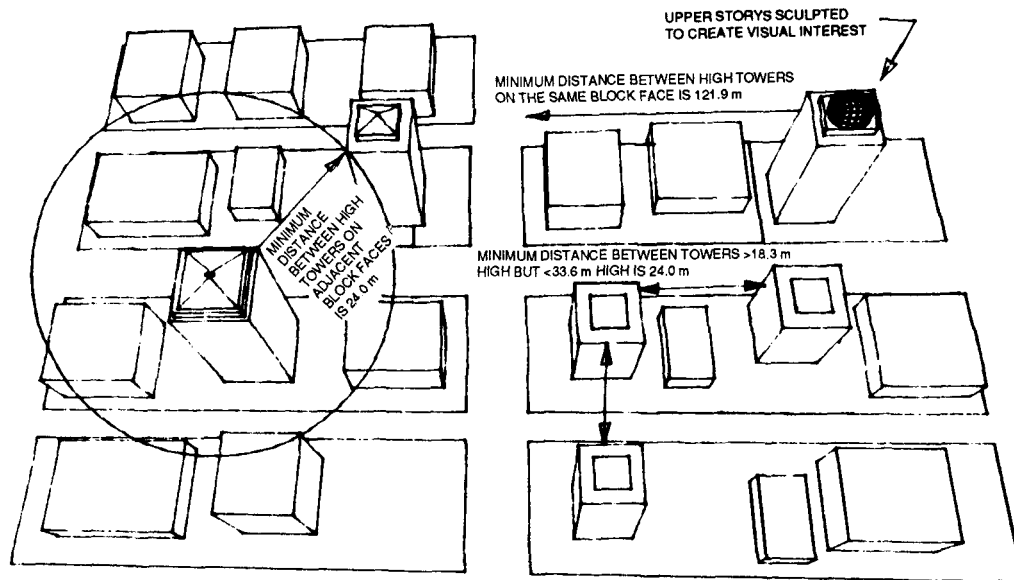 UPPER STORYS SCULPTED
TO CREATE VISUAL INTEREST
MINIMUM DISTANCE BETWEEN HIGH TOWERS
ON THE SAME BLOCK FACE IS 121.9 m
MINIMUM
DISTANCE
BETWEEN HIGH
TOWERS ON
ADJACENT
BLOCK FACES
IS 24.0 m
MINIMUM DISTANCE BETWEEN TOWERS >18.3 m
HIGH BUT <33.6 m HIGH IS 24.0 m